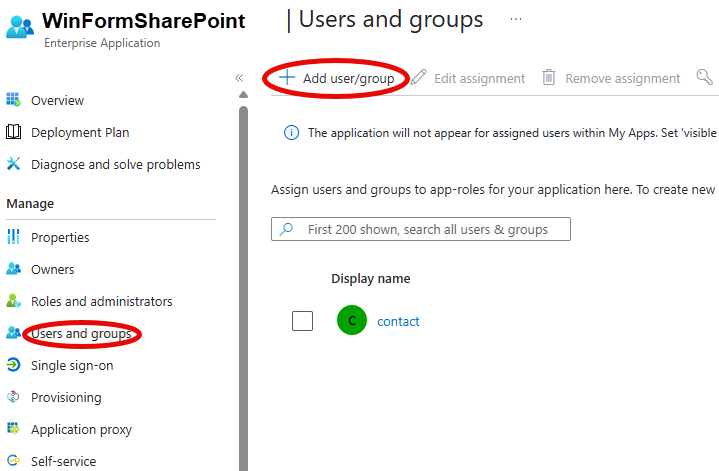 WinFormSharePoint
Enterprise Application
| Users and groups ...
«
Overview
Deployment Plan
Diagnose and solve problems
Manage
Properties
Owners
Roles and administrators
Users and groups
Single sign-on
Provisioning
Application proxy
Self-service
Add user/group Edit assignment Remove assignment
The application will not appear for assigned users within My Apps. Set 'visible
Assign users and groups to app-roles for your application here. To create new
First 200 shown, search all users & groups
Display name
C contact